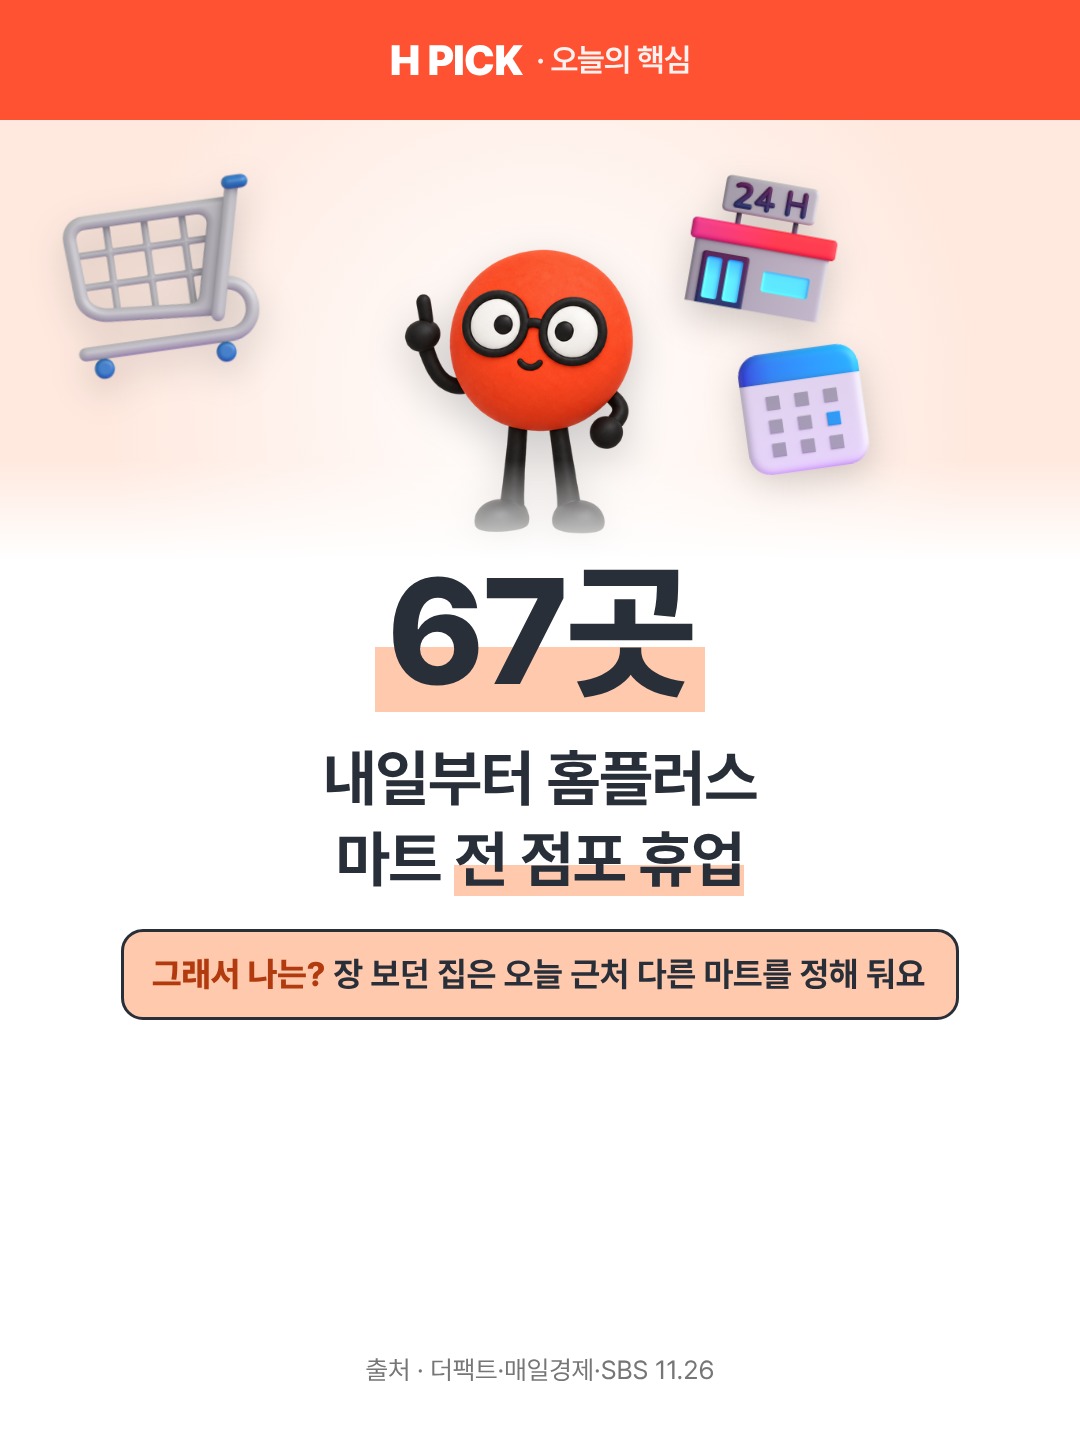 H PICK · 오늘의 핵심
24 H
67곳
내일부터 홈플러스
마트 전 점포 휴업
그래서 나는? 장 보던 집은 오늘 근처 다른 마트를 정해 둬요
출처 · 더팩트·매일경제·SBS 11.26